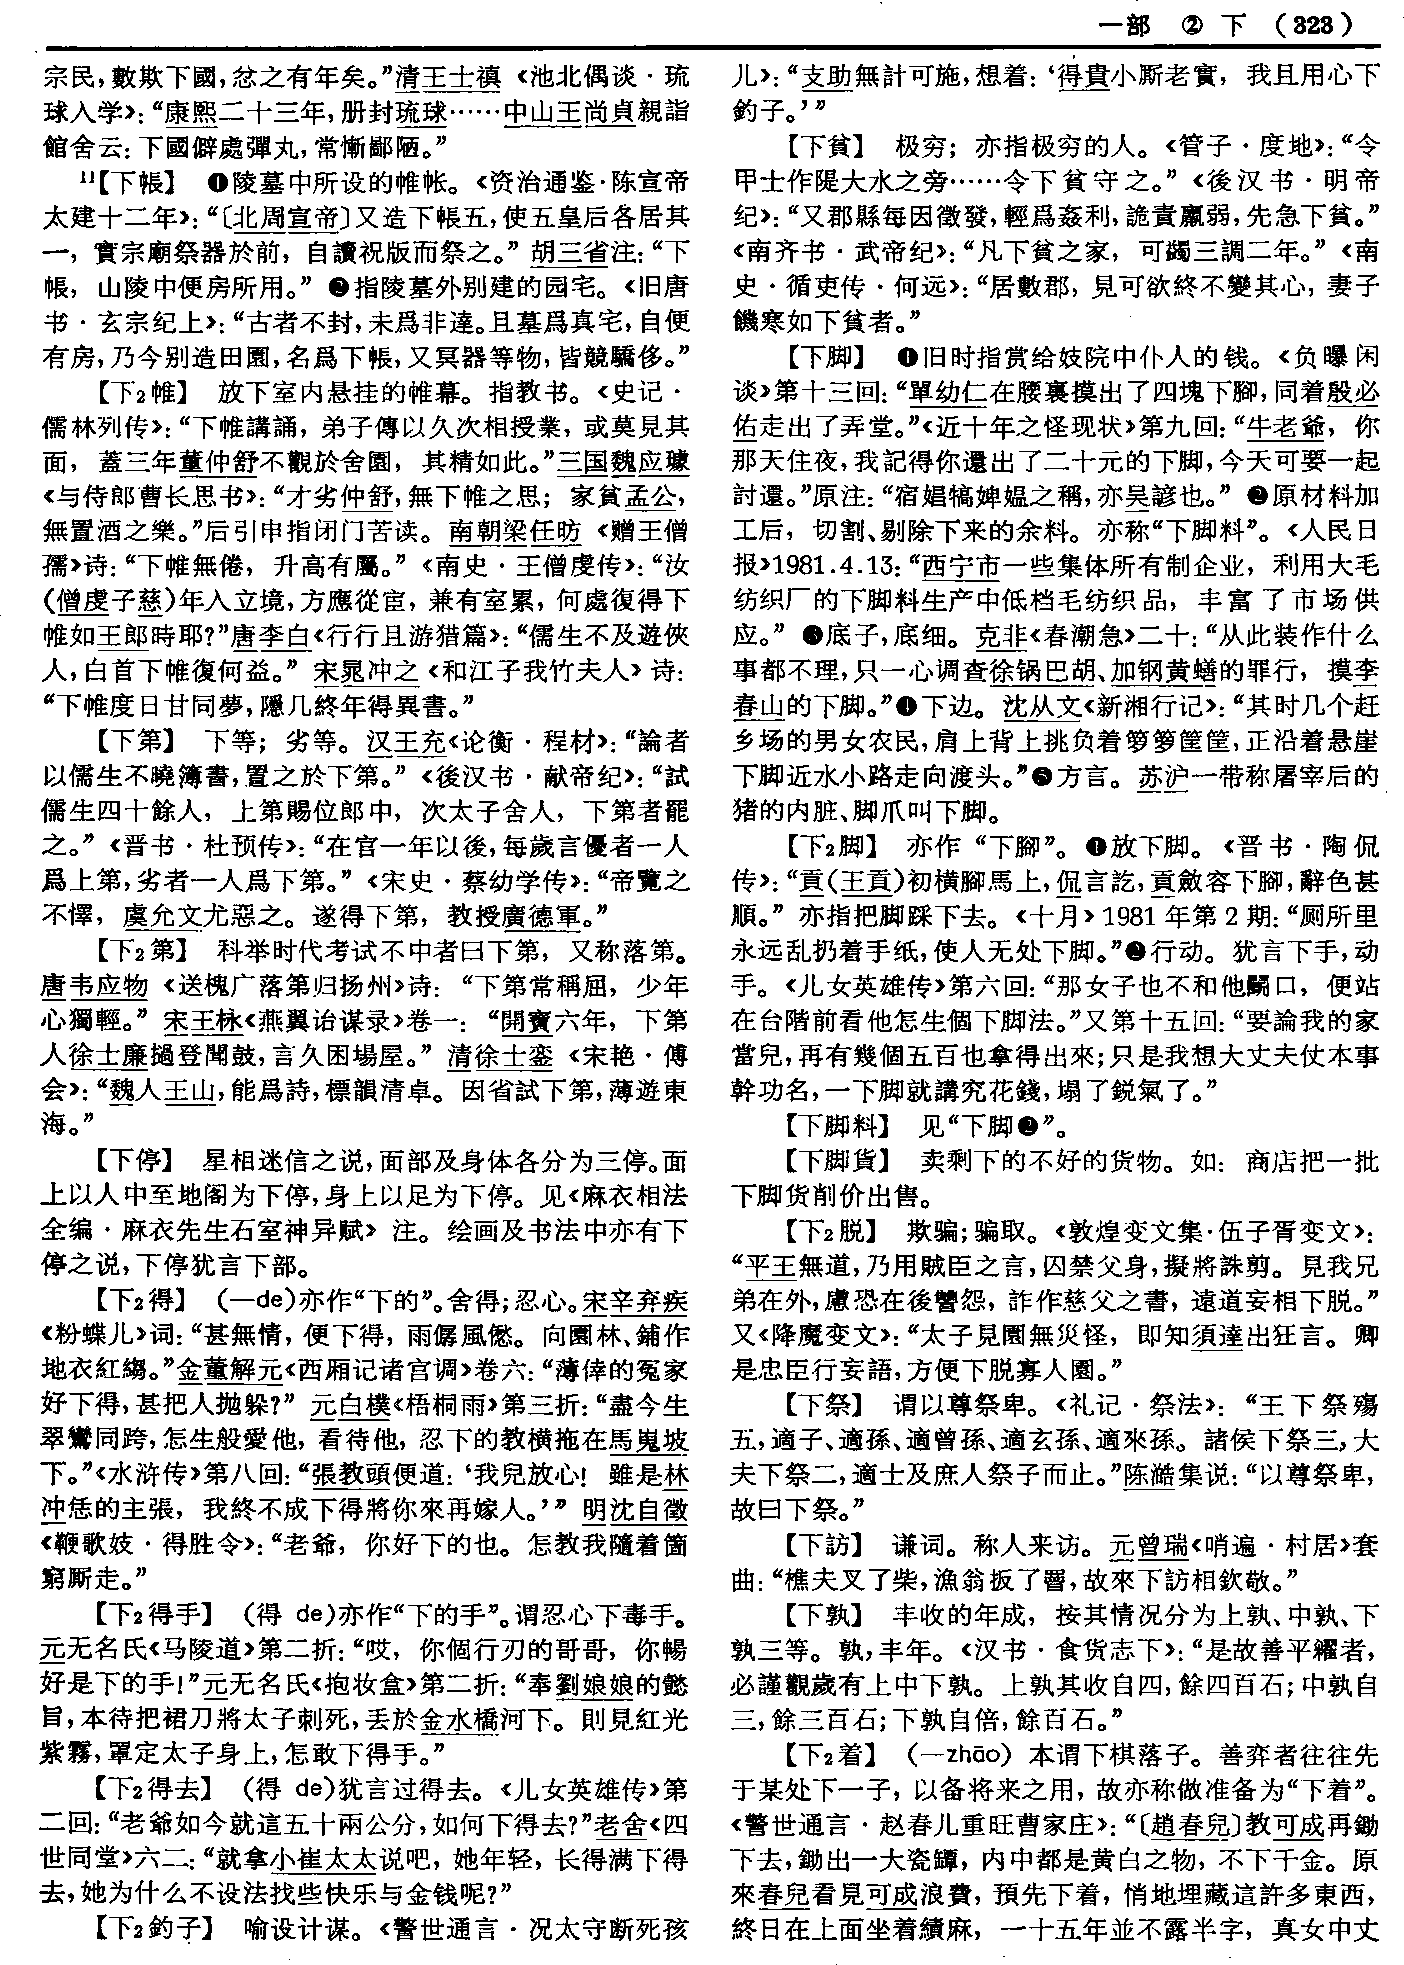 一部 ② 下 （323）
宗民，數欺下國，忿之有年矣。”清王士禛《池北偶谈·琉
球入学》：“康熙二十三年，册封琉球……中山王尚貞親詣
館舍云：下國僻處彈丸，常慚鄙陋。”
11【下帳】 ❶陵墓中所设的帷帐。《资治通鉴·陈宣帝
太建十二年》：“〔北周宣帝〕又造下帳五，使五皇后各居其
一，實宗廟祭器於前，自讀祝版而祭之。”胡三省注：“下
帳，山陵中便房所用。”❷指陵墓外别建的园宅。《旧唐
书·玄宗纪上》：“古者不封，未爲非達。且墓爲真宅，自便
有房，乃今别造田園，名爲下帳，又冥器等物，皆競驕侈。”
【下2帷】 放下室内悬挂的帷幕。指教书。《史记·
儒林列传》：“下帷講誦，弟子傳以久次相授業，或莫見其
面，蓋三年董仲舒不觀於舍園，其精如此。”三国魏应璩
《与侍郎曹长思书》：“才劣仲舒，無下帷之思；家貧孟公，
無置酒之樂。”后引申指闭门苦读。南朝梁任昉《赠王僧
孺》诗：“下帷無倦，升高有屬。”《南史·王僧虔传》：“汝
（僧虔子慈）年入立境，方應從宦，兼有室累，何處復得下
帷如王郎時耶？”唐李白《行行且游猎篇》：“儒生不及遊俠
人，白首下帷復何益。”宋晁冲之《和江子我竹夫人》诗：
“下帷度日甘同夢，隱几終年得異書。”
【下第】 下等；劣等。汉王充《论衡·程材》：“論者
以儒生不曉簿書，置之於下第。”《後汉书·献帝纪》：“試
儒生四十餘人，上第賜位郎中，次太子舍人，下第者罷
之。”《晋书·杜预传》：“在官一年以後，每歲言優者一人
爲上第，劣者一人爲下第。”《宋史·蔡幼学传》：“帝覽之
不懌，虞允文尤惡之。遂得下第，教授廣德軍。”
【下2第】 科举时代考试不中者曰下第，又称落第。
唐韦应物《送槐广落第归扬州》诗：“下第常稱屈，少年
心獨輕。”宋王栐《燕翼诒谋录》卷一：“開寶六年，下第
人徐士廉撾登聞鼓，言久困場屋。”清徐士銮《宋艳·傅
会》：“魏人王山，能爲詩，標韻清卓。因省試下第，薄遊東
海。”
【下停】 星相迷信之说，面部及身体各分为三停。面
上以人中至地阁为下停，身上以足为下停。见《麻衣相法
全编·麻衣先生石室神异赋》注。绘画及书法中亦有下
停之说，下停犹言下部。
【下2得】 （一de）亦作“下的”。舍得；忍心。宋辛弃疾
《粉蝶儿》词：“甚無情，便下得，雨僝風僽。向園林、鋪作
地衣紅縐。”金董解元《西厢记诸宫调》卷六：“薄倖的冤家
好下得，甚把人抛躲？”元白樸《梧桐雨》第三折：“盡今生
翠鸞同跨，怎生般愛他，看待他，忍下的教横拖在馬嵬坡
下。”《水浒传》第八回：“張教頭便道：‘我兒放心！雖是林
冲恁的主張，我終不成下得將你來再嫁人。’”明沈自徵
《鞭歌妓·得胜令》：“老爺，你好下的也。怎教我隨着箇
窮厮走。”
【下2得手】 （得 de）亦作“下的手”。谓忍心下毒手。
元无名氏《马陵道》第二折：“哎，你個行刃的哥哥，你暢
好是下的手！”元无名氏《抱妆盒》第二折：“奉劉娘娘的懿
旨，本待把裙刀將太子刺死，丢於金水橋河下。則見紅光
紫霧，罩定太子身上，怎敢下得手。”
【下2得去】 （得 de）犹言过得去。《儿女英雄传》第
二回：“老爺如今就這五十兩公分，如何下得去？”老舍《四
世同堂》六二：“就拿小崔太太说吧，她年轻，长得满下得
去，她为什么不设法找些快乐与金钱呢？”
【下2釣子】 喻设计谋。《警世通言·况太守断死孩
儿》：“支助無計可施，想着：‘得貴小厮老實，我且用心下
釣子。’”
【下貧】 极穷；亦指极穷的人。《管子·度地》：“令
甲士作隄大水之旁……令下貧守之。”《後汉书·明帝
纪》：“又郡縣每因徵發，輕爲姦利，詭責羸弱，先急下貧。”
《南齐书·武帝纪》：“凡下貧之家，可蠲三調二年。”《南
史·循吏传·何远》：“居數郡，見可欲終不變其心，妻子
饑寒如下貧者。”
【下脚】 ❶旧时指赏给妓院中仆人的钱。《负曝闲
谈》第十三回：“單幼仁在腰裏摸出了四塊下腳，同着殷必
佑走出了弄堂。”《近十年之怪现状》第九回：“牛老爺，你
那天住夜，我記得你還出了二十元的下脚，今天可要一起
討還。”原注：“宿娼犒婢媼之稱，亦吴諺也。”❷原材料加
工后，切割、剔除下来的余料。亦称“下脚料”。《人民日
报》1981.4.13：“西宁市一些集体所有制企业，利用大毛
纺织厂的下脚料生产中低档毛纺织品，丰富了市场供
应。”❸底子，底细。克非《春潮急》二十：“从此装作什么
事都不理，只一心调查徐锅巴胡、加钢黄鳝的罪行，摸李
春山的下脚。”❹下边。沈从文《新湘行记》：“其时几个赶
乡场的男女农民，肩上背上挑负着箩箩筐筐，正沿着悬崖
下脚近水小路走向渡头。”❺方言。苏沪一带称屠宰后的
猪的内脏、脚爪叫下脚。
【下2脚】 亦作“下腳”。❶放下脚。《晋书·陶侃
传》：“貢（王貢）初横腳馬上，侃言訖，貢斂容下腳，辭色甚
順。”亦指把脚踩下去。《十月》1981年第2期：“厕所里
永远乱扔着手纸，使人无处下脚。”❷行动。犹言下手，动
手。《儿女英雄传》第六回：“那女子也不和他鬭口，便站
在台階前看他怎生個下脚法。”又第十五回：“要論我的家
當兒，再有幾個五百也拿得出來；只是我想大丈夫仗本事
幹功名，一下脚就講究花錢，塌了鋭氣了。”
【下脚料】 见“下脚❷”。
【下脚貨】 卖剩下的不好的货物。如：商店把一批
下脚货削价出售。
【下2脱】 欺骗；骗取。《敦煌变文集·伍子胥变文》：
“平王無道，乃用賊臣之言，囚禁父身，擬將誅剪。見我兄
弟在外，慮恐在後讐怨，詐作慈父之書，遠道妄相下脱。”
又《降魔变文》：“太子見園無災怪，即知須達出狂言。卿
是忠臣行妄語，方便下脱寡人園。”
【下祭】 谓以尊祭卑。《礼记·祭法》：“王下祭殤
五，適子、適孫、適曾孫、適玄孫、適來孫。諸侯下祭三，大
夫下祭二，適士及庶人祭子而止。”陈澔集说：“以尊祭卑，
故曰下祭。”
【下訪】 谦词。称人来访。元曾瑞《哨遍·村居》套
曲：“樵夫叉了柴，漁翁扳了罾，故來下訪相欽敬。”
【下孰】 丰收的年成，按其情况分为上孰、中孰、下
孰三等。孰，丰年。《汉书·食货志下》：“是故善平糴者，
必謹觀歲有上中下孰。上孰其收自四，餘四百石；中孰自
三，餘三百石；下孰自倍，餘百石。”
【下2着】 （一zhāo）本谓下棋落子。善弈者往往先
于某处下一子，以备将来之用，故亦称做准备为“下着”。
《警世通言·赵春儿重旺曹家庄》：“〔趙春兒〕教可成再鋤
下去，鋤出一大瓷罎，内中都是黄白之物，不下千金。原
來春兒看見可成浪費，預先下着，悄地埋藏這許多東西，
終日在上面坐着績麻，一十五年並不露半字，真女中丈